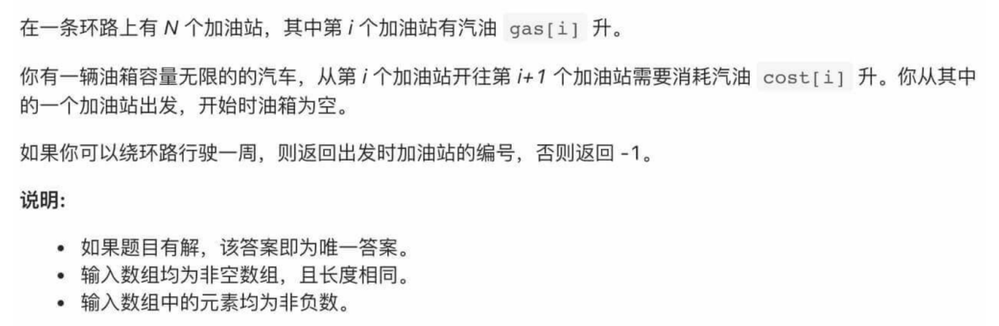 在一条环路上有 N 个加油站，其中第 i 个加油站有汽油 gas[i] 升。
你有一辆油箱容量无限的的汽车，从第 i 个加油站开往第 i+1 个加油站需要消耗汽油 cost[i] 升。你从其中
的一个加油站出发，开始时油箱为空。
如果你可以绕环路行驶一周，则返回出发时加油站的编号，否则返回 -1。
说明:
• 如果题目有解，该答案即为唯一答案。
• 输入数组均为非空数组，且长度相同。
• 输入数组中的元素均为非负数。